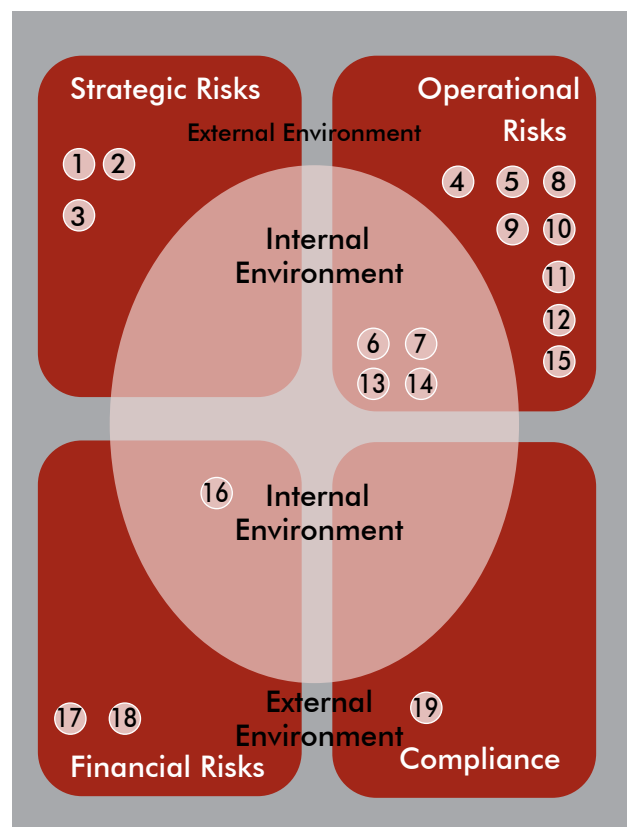 Strategic Risks
Operational
Risks
External Environment
1 2
4 5 8
3
9 10
Internal
Environment
11
12
6 7
15
13 14
16
Internal
Environment
External
Environment
17 18
19
Financial Risks
Compliance